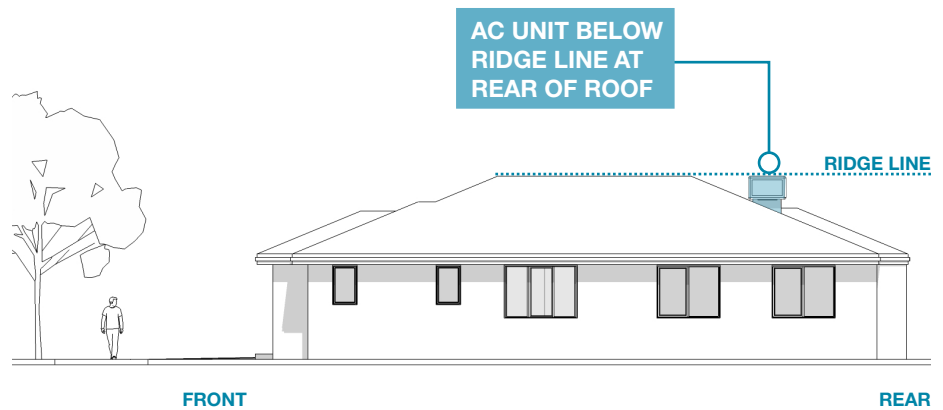 AC UNIT BELOW
RIDGE LINE AT
REAR OF ROOF
RIDGE LINE
FRONT
REAR